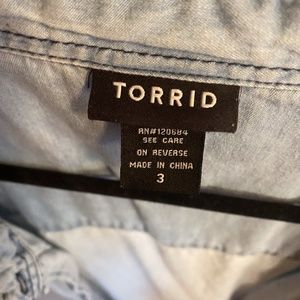 TORRID
RN#120684
SEE CARE
ON REVERSE
MADE IN CHINA
3